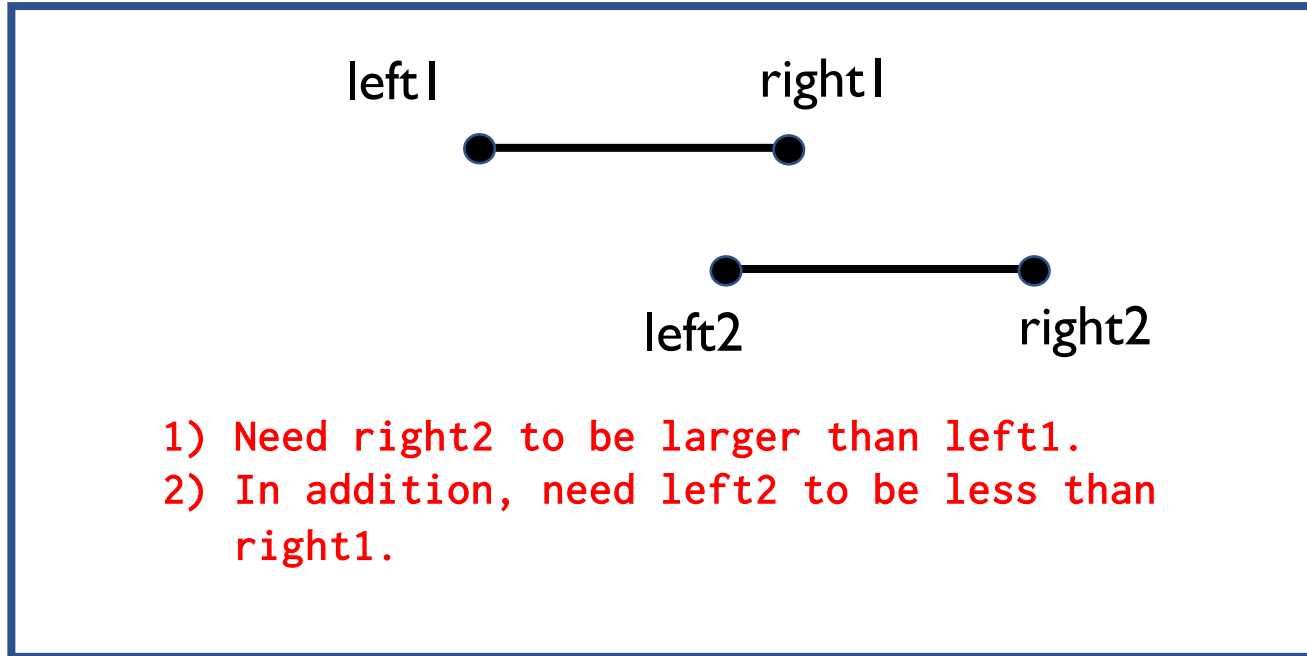 left1
right1
left2
right2
1) Need right2 to be larger than left1.
2) In addition, need left2 to be less than
right1.